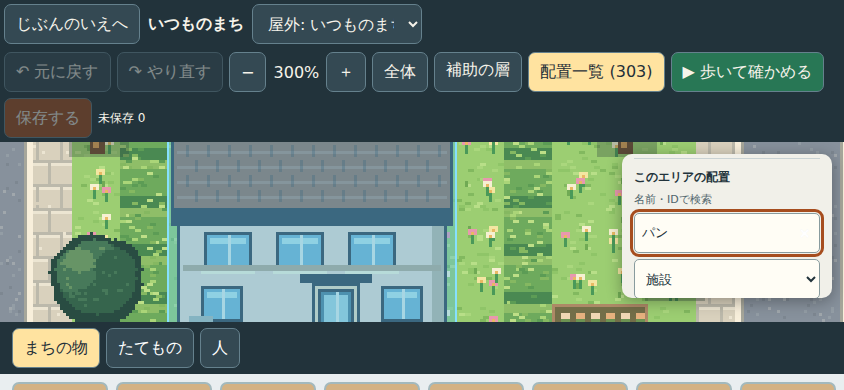 じぶんのいえへ いつものまち 屋外: いつものまち
↶ 元に戻す ↷ やり直す − 300% + 全体 補助の層 配置一覧 (303) ▶ 歩いて確かめる
保存する 未保存 0
このエリアの配置
名前・IDで検索
パン
施設
まちの物 たてもの 人